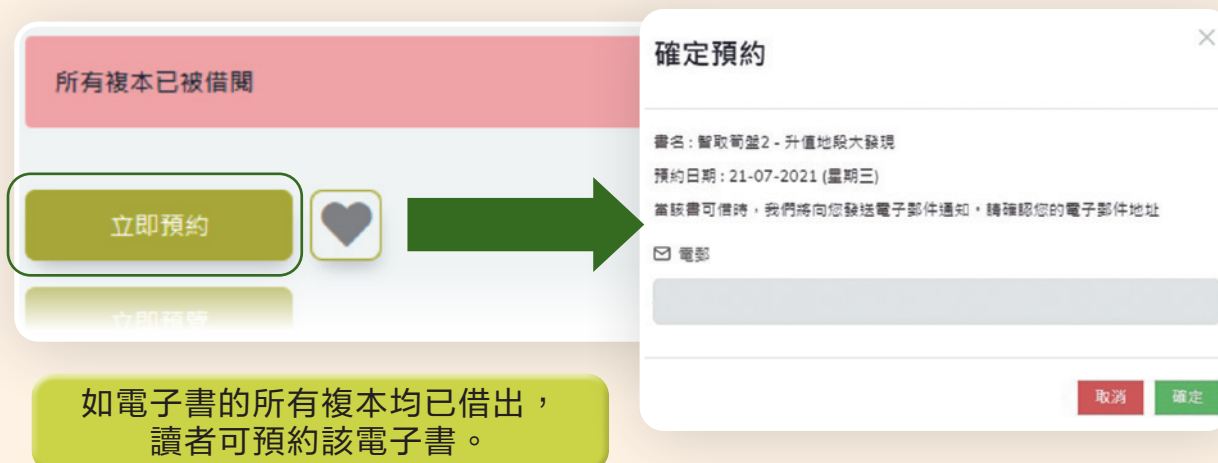 所有複本已被借閱
立即預約
立即預覽
如電子書的所有複本均已借出，
讀者可預約該電子書。
確定預約
書名 : 智取筍盤2 - 升值地段大發現
預約日期 : 21-07-2021 (星期三)
當該書可借時，我們將向您發送電子郵件通知，請確認您的電子郵件地址
電郵
取消
確定